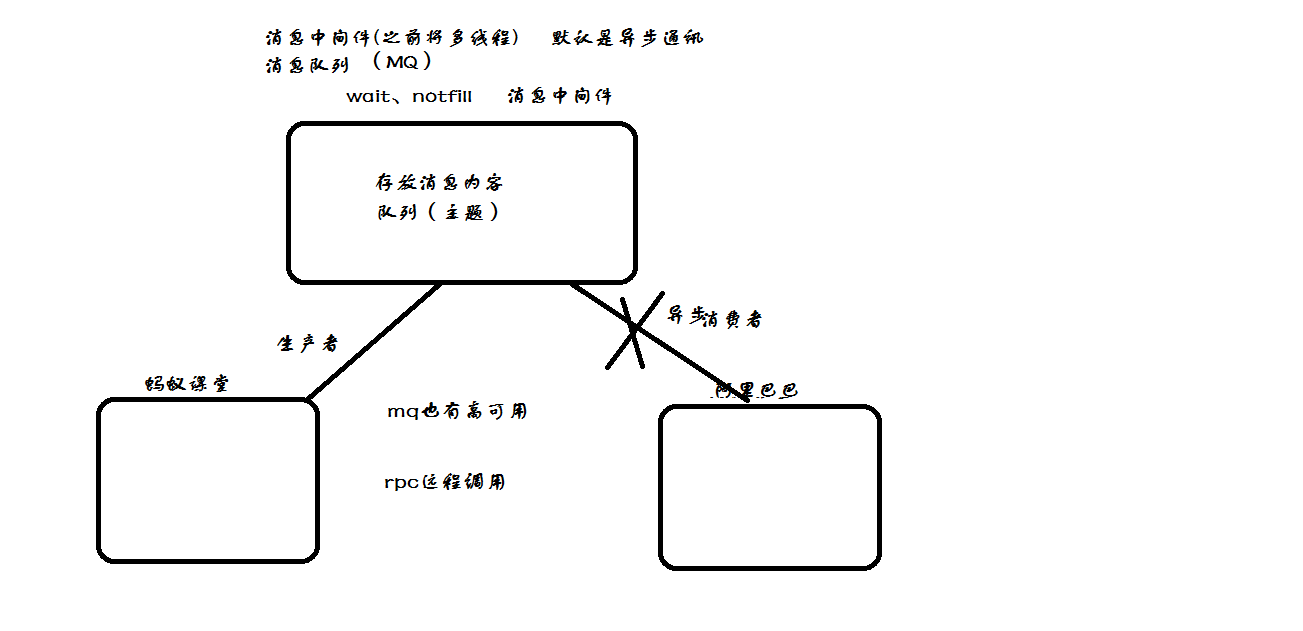 消息中间件(之前将多线程) 默认是异步通讯
消息队列 （MQ）
wait、notfill 消息中间件
存放消息内容
队列（主题）
异步消费者
生产者
蚂蚁课堂
阿里巴巴
mq也有高可用
rpc远程调用